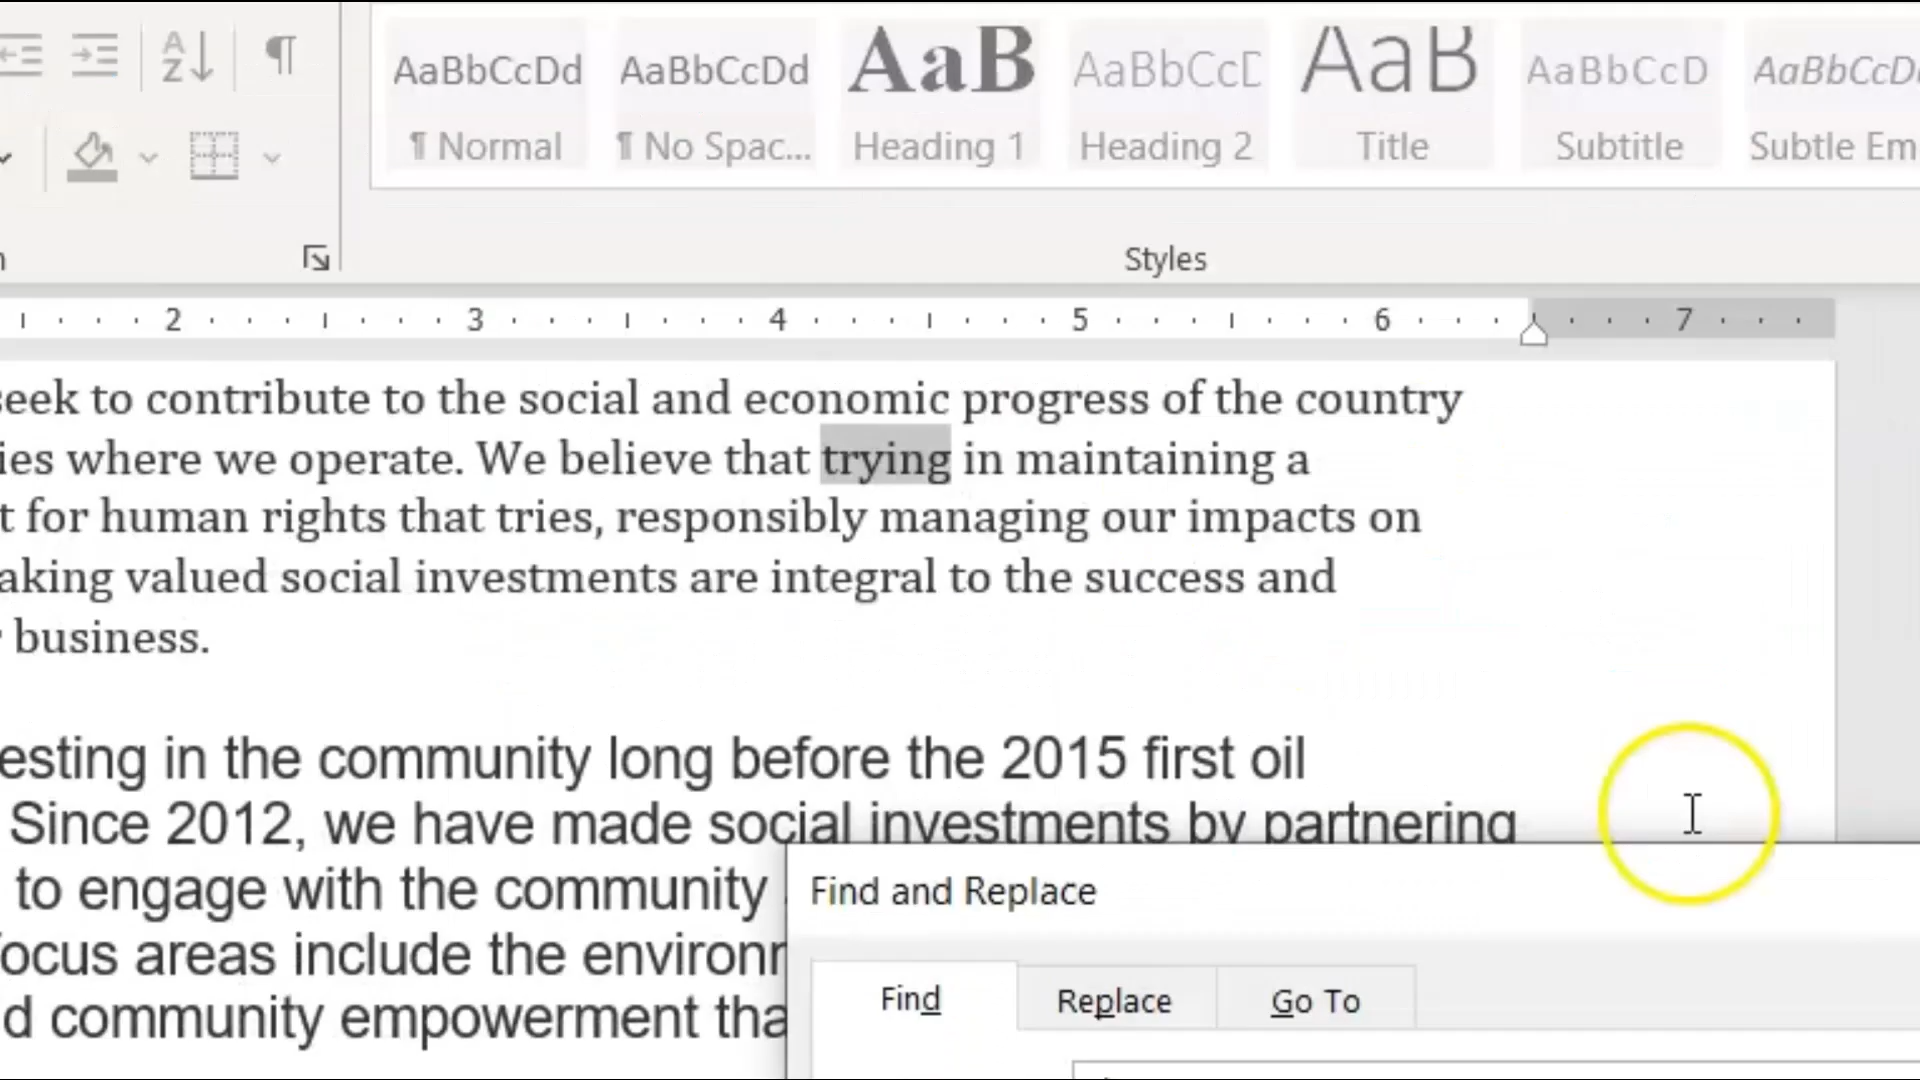 AaBbCcDd AaBbCcDd AaB AaBbCcD AaB AaBbCcD AaBbCcDd
¶ Normal ¶ No Spac... Heading 1 Heading 2 Title Subtitle Subtle Em
Styles
2 3 4 5 6 7
seek to contribute to the social and economic progress of the country
ies where we operate. We believe that trying in maintaining a
t for human rights that tries, responsibly managing our impacts on
aking valued social investments are integral to the success and
r business.
esting in the community long before the 2015 first oil
Since 2012, we have made social investments by partnering
to engage with the community
focus areas include the environm
d community empowerment tha
Find and Replace
Find Replace Go To